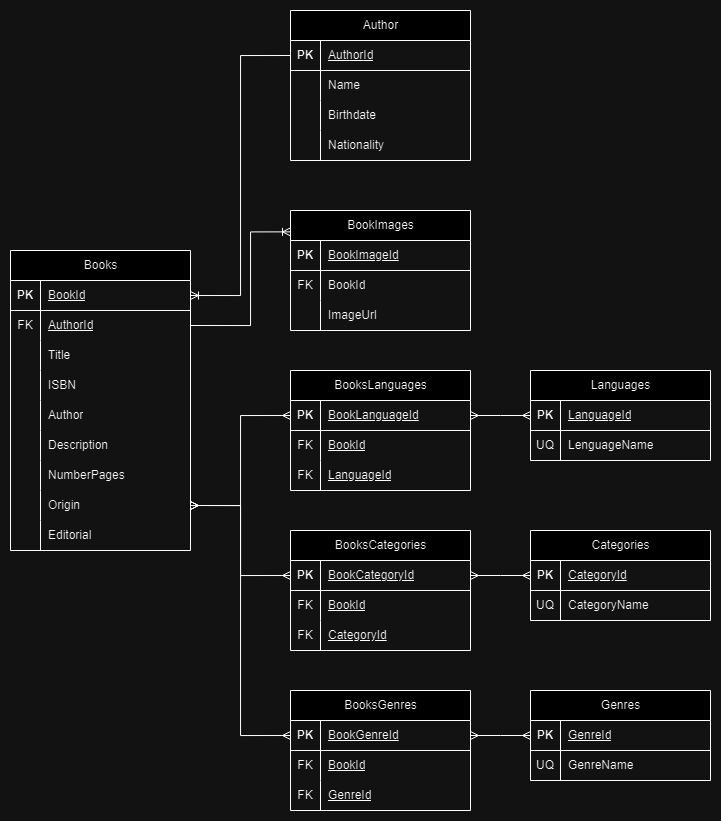 Author
PK AuthorId
Name
Birthdate
Nationality
BookImages
PK BookImageId
FK BookId
ImageUrl
Books
PK BookId
FK AuthorId
Title
ISBN
Author
Description
NumberPages
Origin
Editorial
BooksLanguages
PK BookLanguageId
FK BookId
FK LanguageId
Languages
PK LanguageId
UQ LenguageName
BooksCategories
PK BookCategoryId
FK BookId
FK CategoryId
Categories
PK CategoryId
UQ CategoryName
BooksGenres
PK BookGenreId
FK BookId
FK GenreId
Genres
PK GenreId
UQ GenreName